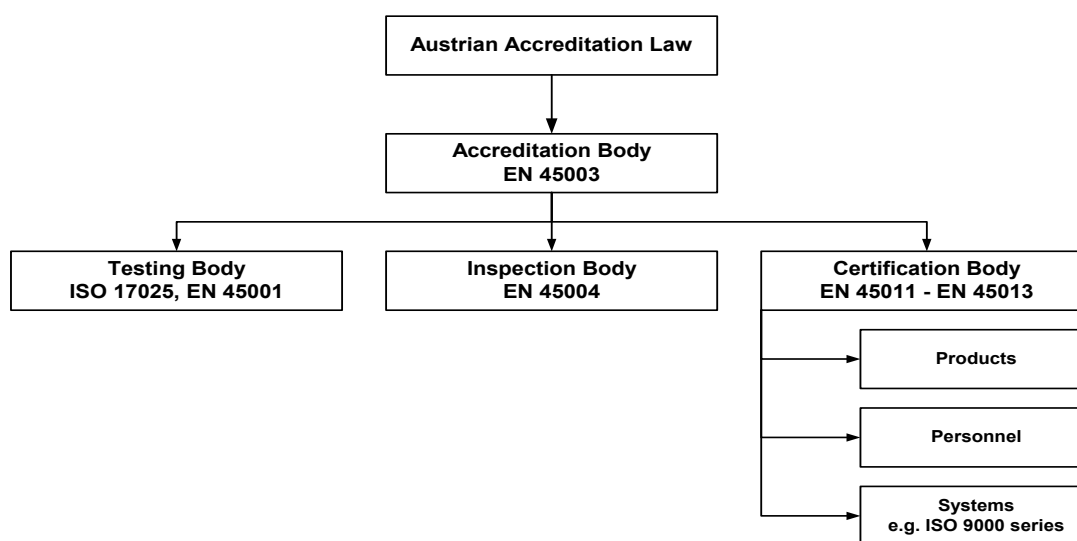 Austrian Accreditation Law
Accreditation Body
EN 45003
Testing Body
ISO 17025, EN 45001
Inspection Body
EN 45004
Certification Body
EN 45011 - EN 45013
Products
Personnel
Systems
e.g. ISO 9000 series